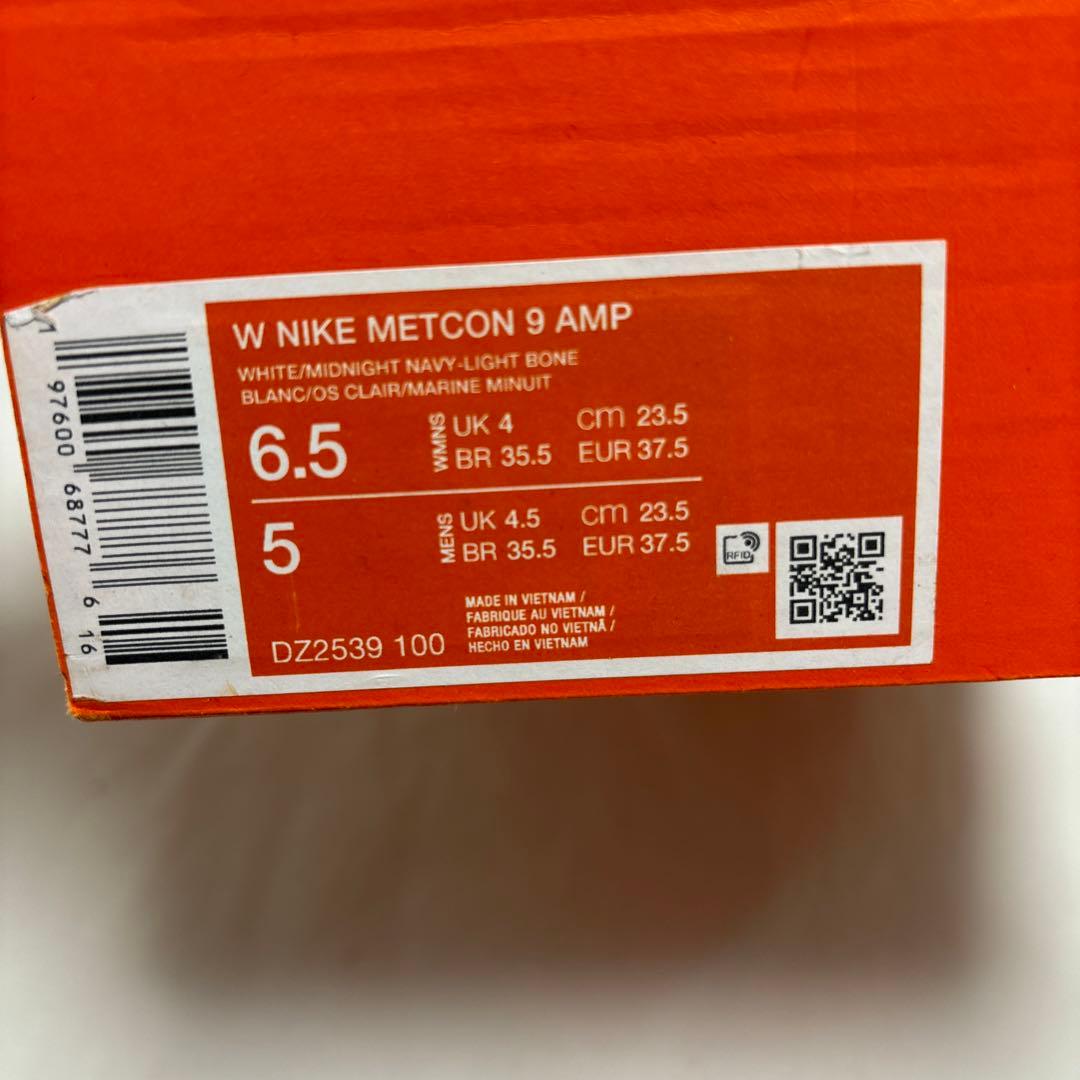 W NIKE METCON 9 AMP
WHITE/MIDNIGHT NAVY-LIGHT BONE
BLANC/OS CLAIR/MARINE MINUIT
6.5 WMNS UK 4 cm 23.5
BR 35.5 EUR 37.5
5 MENS UK 4.5 cm 23.5
BR 35.5 EUR 37.5
RFID
MADE IN VIETNAM /
FABRIQUE AU VIETNAM /
FABRICADO NO VIETNÃ /
HECHO EN VIETNAM
DZ2539 100
1 97600 68777 6 16